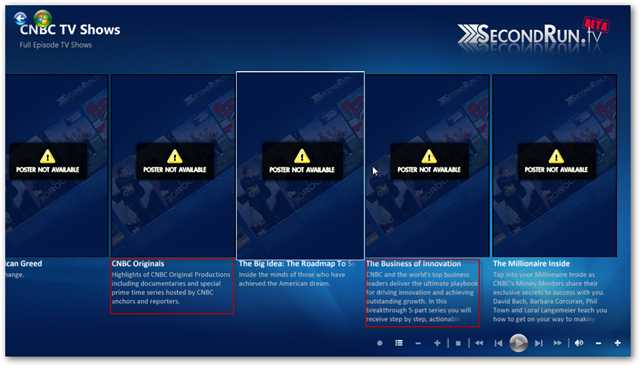 CNBC TV Shows
Full Episode TV Shows
SECONDRUN.TV
BETA
POSTER NOT AVAILABLE
POSTER NOT AVAILABLE
POSTER NOT AVAILABLE
POSTER NOT AVAILABLE
POSTER NOT AVAILABLE
ican Greed
hange.
CNBC Originals
Highlights of CNBC Original Productions
including documentaries and special
prime time series hosted by CNBC
anchors and reporters.
The Big Idea: The Roadmap To S
Inside the minds of those who have
achieved the American dream.
The Business of Innovation
CNBC and the world's top business
leaders deliver the ultimate playbook
for driving innovation and achieving
outstanding growth. In this
breakthrough 5-part series you will
receive step by step, actionab
The Millionaire Inside
Tap into your Millionaire Inside as
CNBC's Money Mentors share their
exclusive secrets to success with you.
David Bach, Barbara Corcoran, Phil
Town and Loral Langemeier teach you
how to get on your way to making